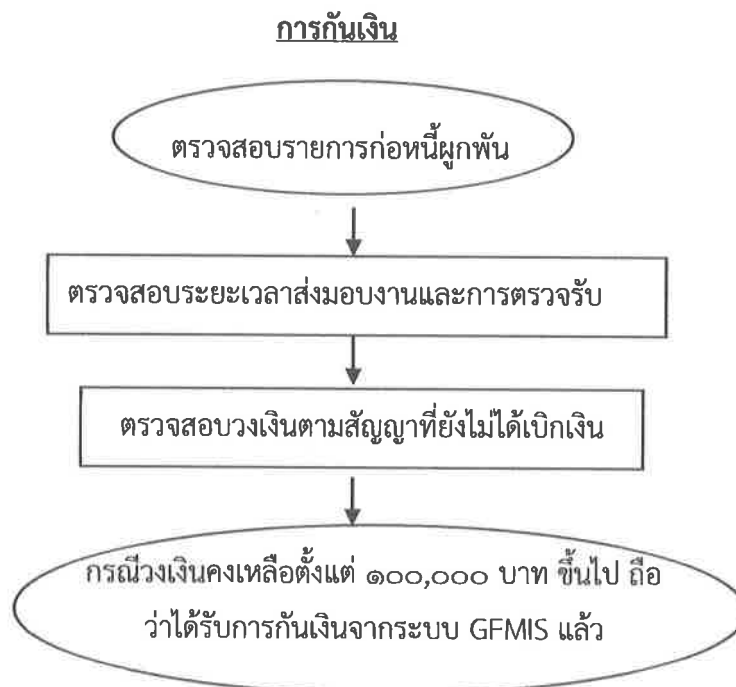 การกันเงิน
ตรวจสอบรายการก่อหนี้ผูกพัน
ตรวจสอบระยะเวลาส่งมอบงานและการตรวจรับ
ตรวจสอบวงเงินตามสัญญาที่ยังไม่ได้เบิกเงิน
กรณีวงเงินคงเหลือตั้งแต่ ๑๐๐,๐๐๐ บาท ขึ้นไป ถือ
ว่าได้รับการกันเงินจากระบบ GFMIS แล้ว